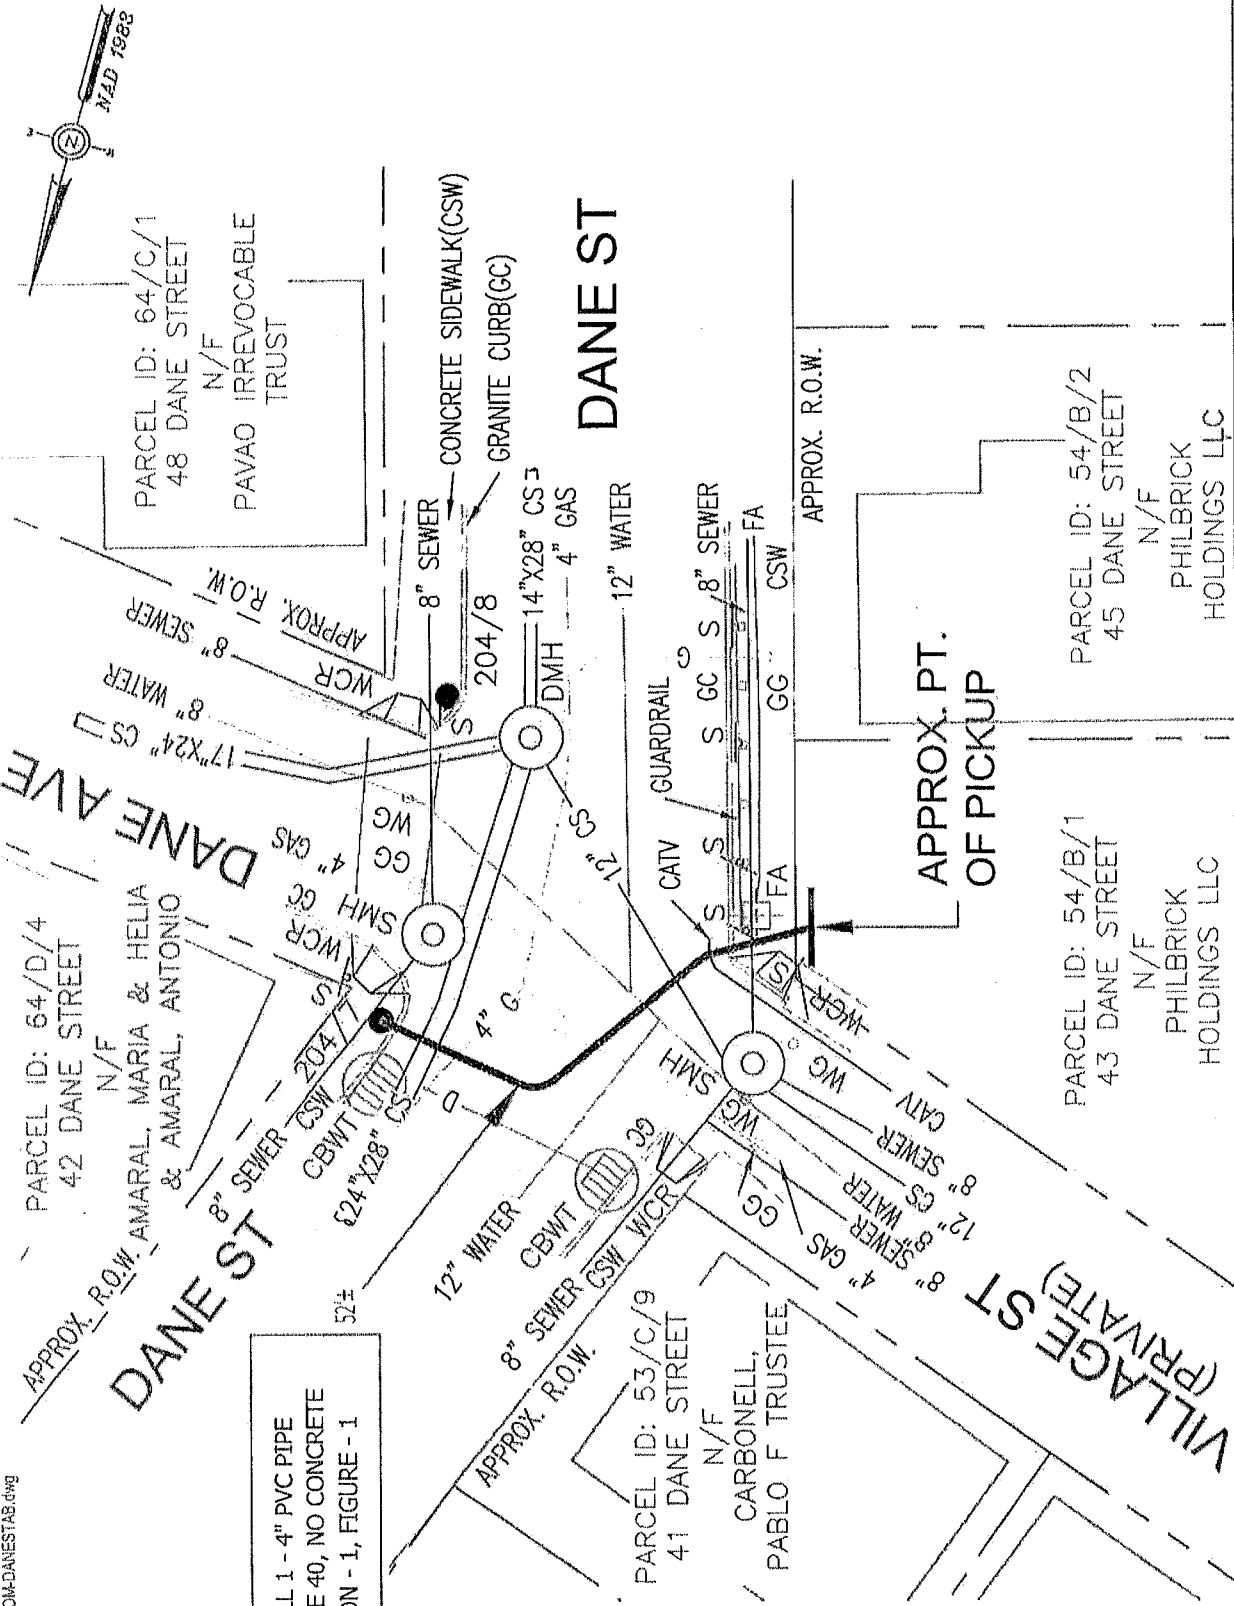 OM-DANESTAB.dwg
NAD 1983
N
PARCEL ID: 64/C/1
48 DANE STREET
N/F
PAVAO IRREVOCABLE
TRUST
CONCRETE SIDEWALK(CSW)
GRANITE CURB(GC)
DANE ST
8" SEWER
204/8
14"X28" CS
DMH
4" GAS
12" WATER
APPROX. R.O.W.
8" SEWER
WCR
8" WATER
17"X24" CS
DANE AVE
S
WG
GG
4" GAS
GC
SMH
WCR
S
204/7
PARCEL ID: 64/D/4
42 DANE STREET
N/F
AMARAL, MARIA & HELIA
& AMARAL, ANTONIO
APPROX. R.O.W.
8" SEWER
CSW
CBWT
24"X28" CS
DANE ST
D
4" G
12" CS
CATV
GUARDRAIL
S
S
S
GC
S
8" SEWER
FA
FA
GG
CSW
APPROX. R.O.W.
PARCEL ID: 54/B/2
45 DANE STREET
N/F
PHILBRICK
HOLDINGS LLC
APPROX. PT.
OF PICKUP
PARCEL ID: 54/B/1
43 DANE STREET
N/F
PHILBRICK
HOLDINGS LLC
S
WCR
WG
CATV
8" SEWER
12" CS
8" WATER
8" SEWER
4" GAS
GG
WG
SMH
GC
WCR
CSW
8" SEWER
CBWT
12" WATER
52'±
APPROX. R.O.W.
VILLAGE ST
(PRIVATE)
PARCEL ID: 53/C/9
41 DANE STREET
N/F
CARBONELL,
PABLO F TRUSTEE
LL 1 - 4" PVC PIPE
E 40, NO CONCRETE
ON - 1, FIGURE - 1